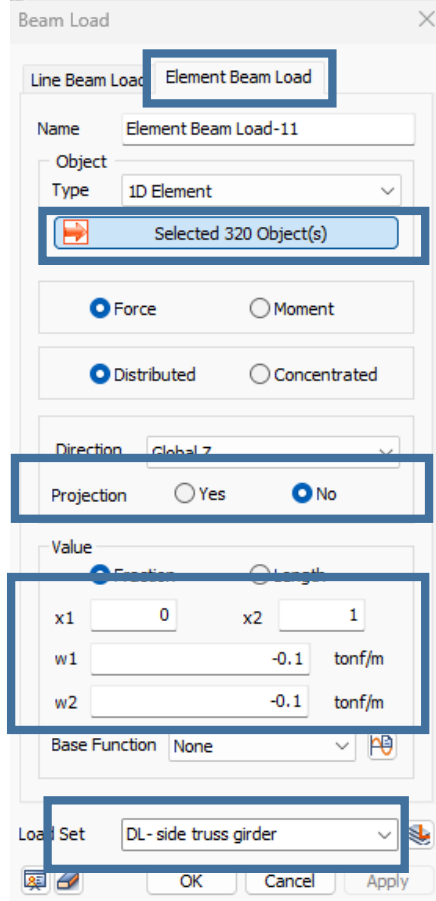 Beam Load
Line Beam Load Element Beam Load
Name Element Beam Load-11
Object
Type 1D Element
Selected 320 Object(s)
Force Moment
Distributed Concentrated
Direction Global Z
Projection Yes No
Value
Fraction Length
x1 0 x2 1
w1 -0.1 tonf/m
w2 -0.1 tonf/m
Base Function None
Load Set DL- side truss girder
OK Cancel Apply